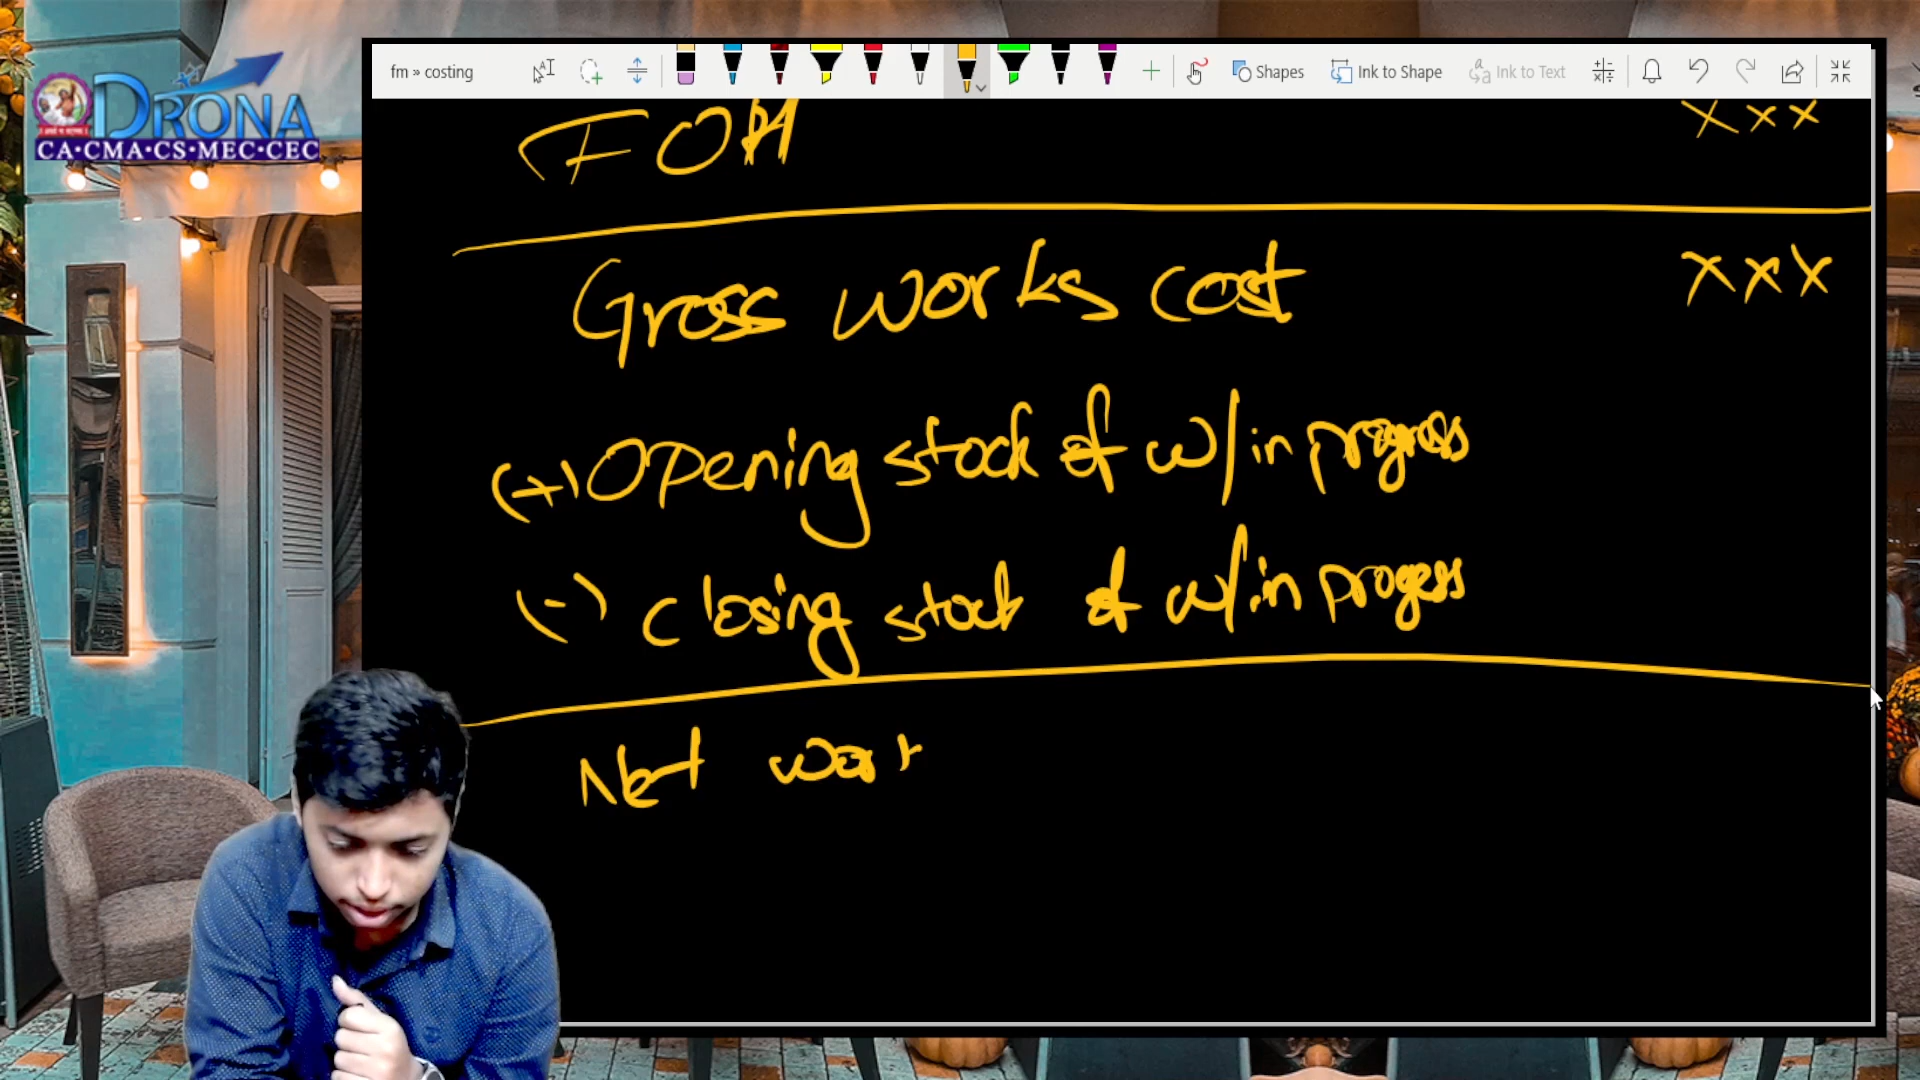 DRONA
CA•CMA•CS•MEC•CEC
fm » costing
Shapes
Ink to Shape
Ink to Text
FOH xxx
Gross works cost xxx
(+) Opening stock of w/in progress
(-) closing stock of w/in progess
Net wor